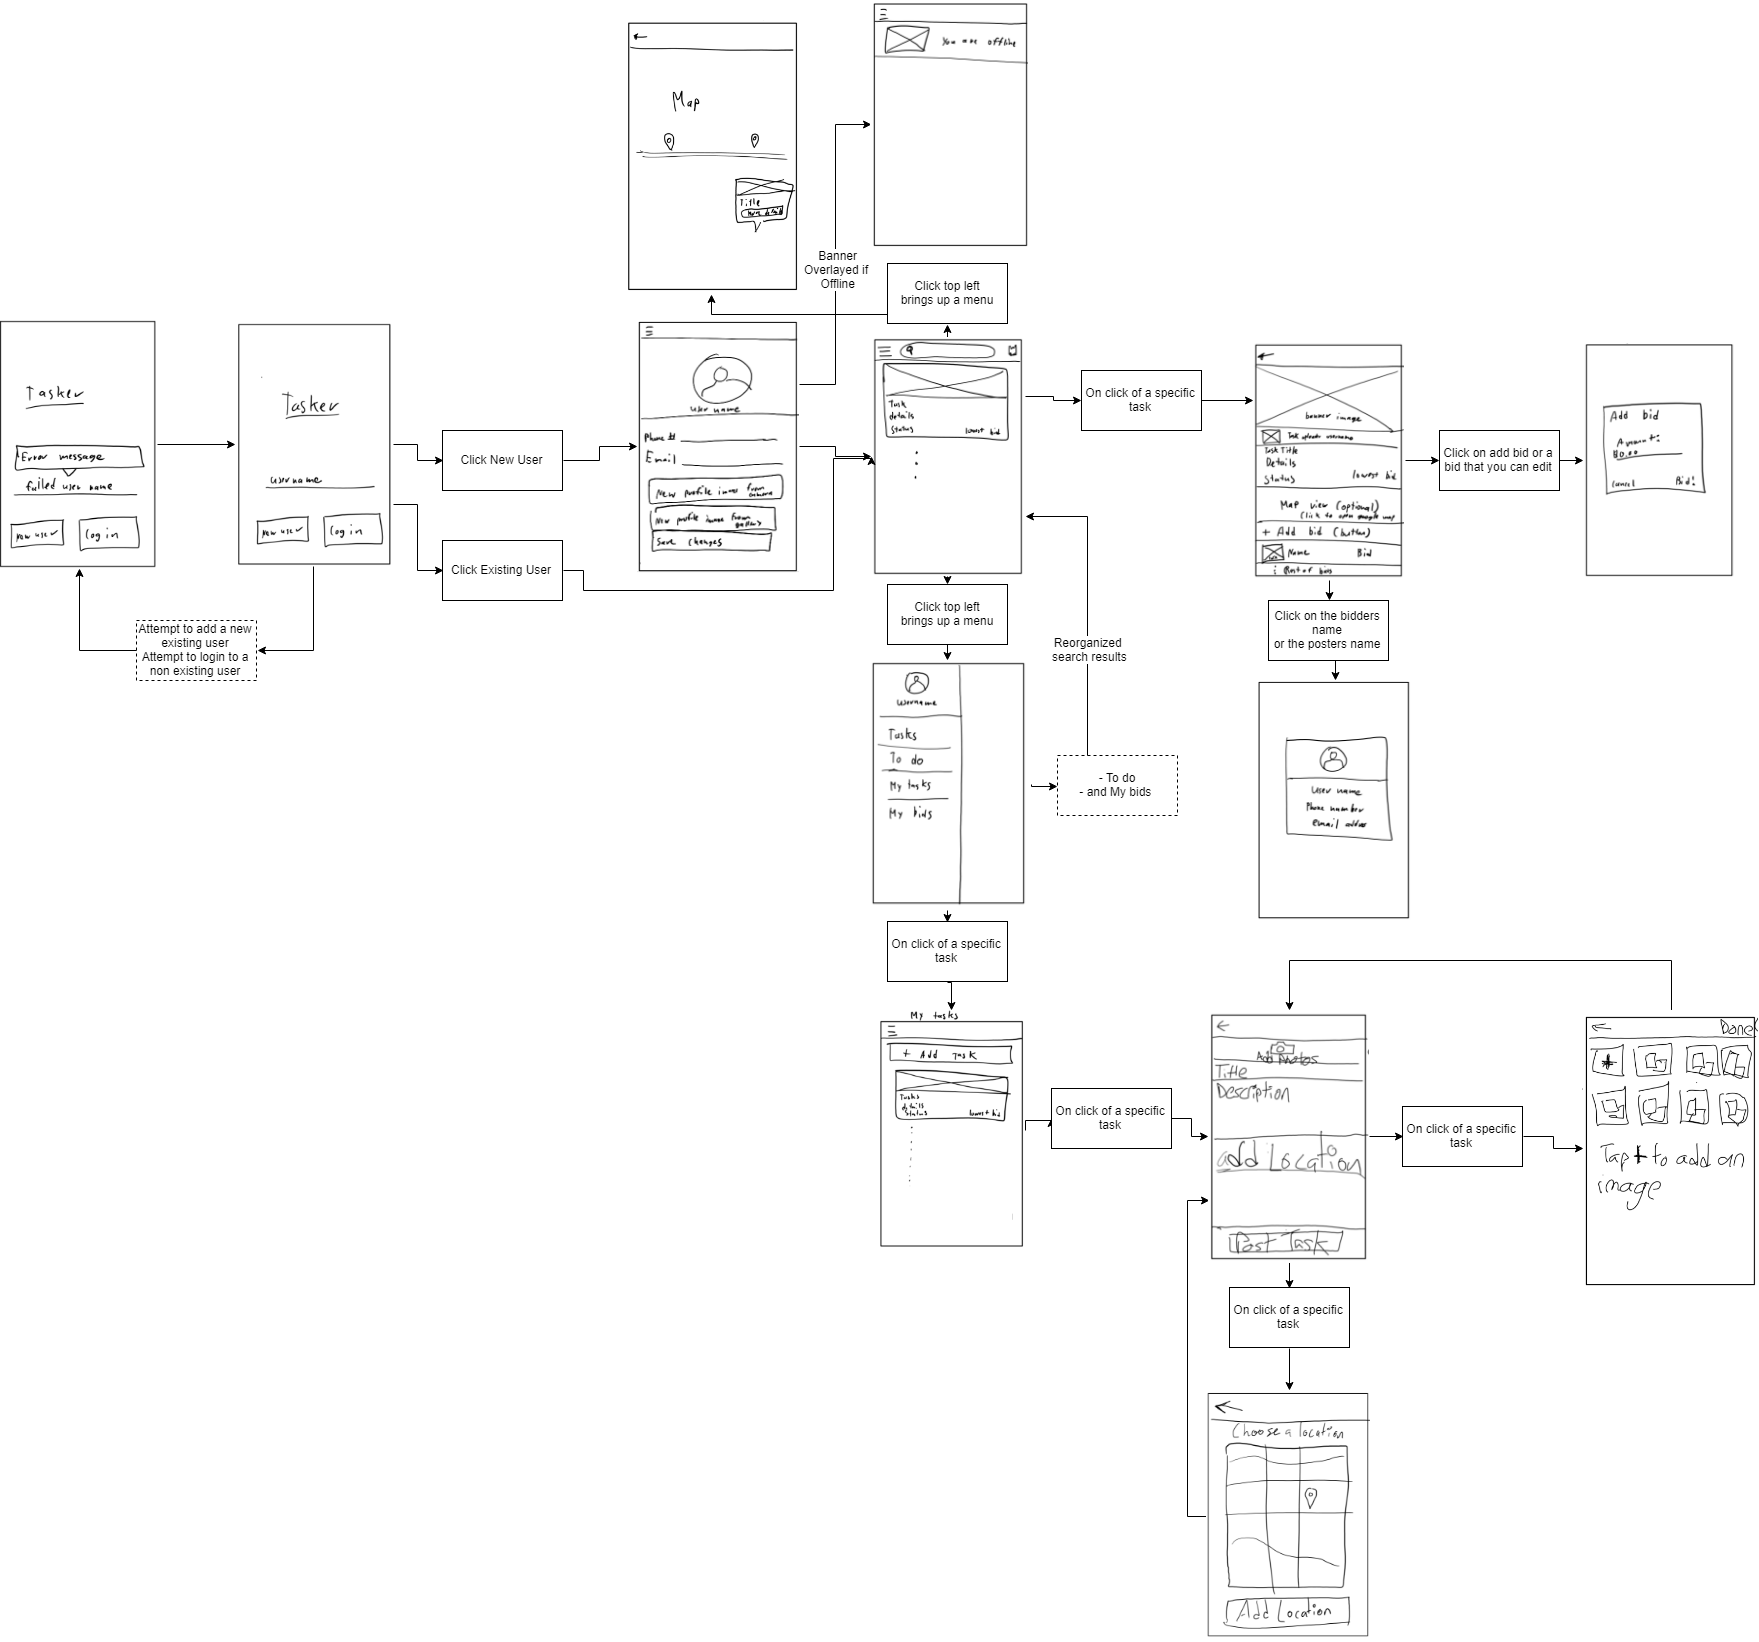 You are offline
Map
Title
More details
Banner
Overlayed if
Offline
Click top left
brings up a menu
Tasker
Error message
failed user name
New user
Log in
Tasker
username
New user
Log in
Attempt to add a new
existing user
Attempt to login to a
non existing user
Click New User
Click Existing User
User name
Phone #
Email
New profile image from camera
New profile image from gallery
Save changes
Task
details
Status
lowest bid
On click of a specific
task
banner image
Task uploader username
Task Title
Details
Status
lowest bid
Map view (optional)
(Click to open google map
+ Add bid (button)
Name Bid
Rest of bids
Click on add bid or a
bid that you can edit
Add bid
Amount:
$0.00
Cancel
Bid!
Click on the bidders
name
or the posters name
User name
Phone number
Email
Click top left
brings up a menu
Reorganized
search results
Username
Tasks
To do
My tasks
My bids
- To do
- and My bids
On click of a specific
task
My tasks
+ Add Task
Tasks
details
Status
lowest bid
On click of a specific
task
Add Photos
Title
Description
add Location
Post Task
On click of a specific
task
Done
Tap + to add an
image
On click of a specific
task
Choose a location
Add Location